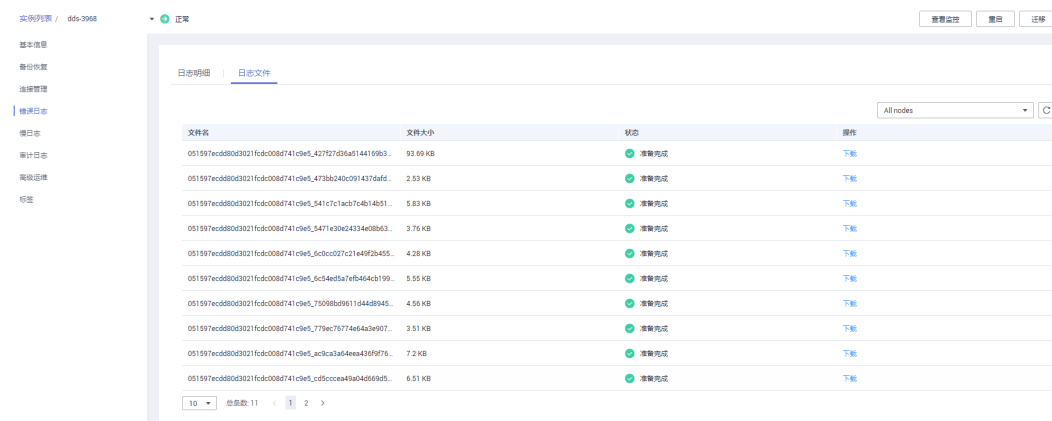 实例列表 / dds-3968 正常 查看监控 重启 迁移
基本信息
备份恢复
连接管理
错误日志
慢日志
审计日志
高级运维
标签
日志明细 日志文件
All nodes
文件名 文件大小 状态 操作
051597ecdd80d3021fcdc008d741c9e5_427f27d36a5144169b3... 93.69 KB 准备完成 下载
051597ecdd80d3021fcdc008d741c9e5_473bb240c091437dafd... 2.53 KB 准备完成 下载
051597ecdd80d3021fcdc008d741c9e5_541c7c1acb7c4b14b51... 5.83 KB 准备完成 下载
051597ecdd80d3021fcdc008d741c9e5_5471e30e24334e08b63... 3.76 KB 准备完成 下载
051597ecdd80d3021fcdc008d741c9e5_6c0cc027c21e49f2b455... 4.28 KB 准备完成 下载
051597ecdd80d3021fcdc008d741c9e5_6c54ed5a7efb464cb199... 5.55 KB 准备完成 下载
051597ecdd80d3021fcdc008d741c9e5_75098bd9611d44d8945... 4.56 KB 准备完成 下载
051597ecdd80d3021fcdc008d741c9e5_779ec76774e64a3e907... 3.51 KB 准备完成 下载
051597ecdd80d3021fcdc008d741c9e5_ac9ca3a64eea436f9f76... 7.2 KB 准备完成 下载
051597ecdd80d3021fcdc008d741c9e5_cd5cccea49a04d669d5... 6.51 KB 准备完成 下载
10 总条数: 11 < 1 2 >